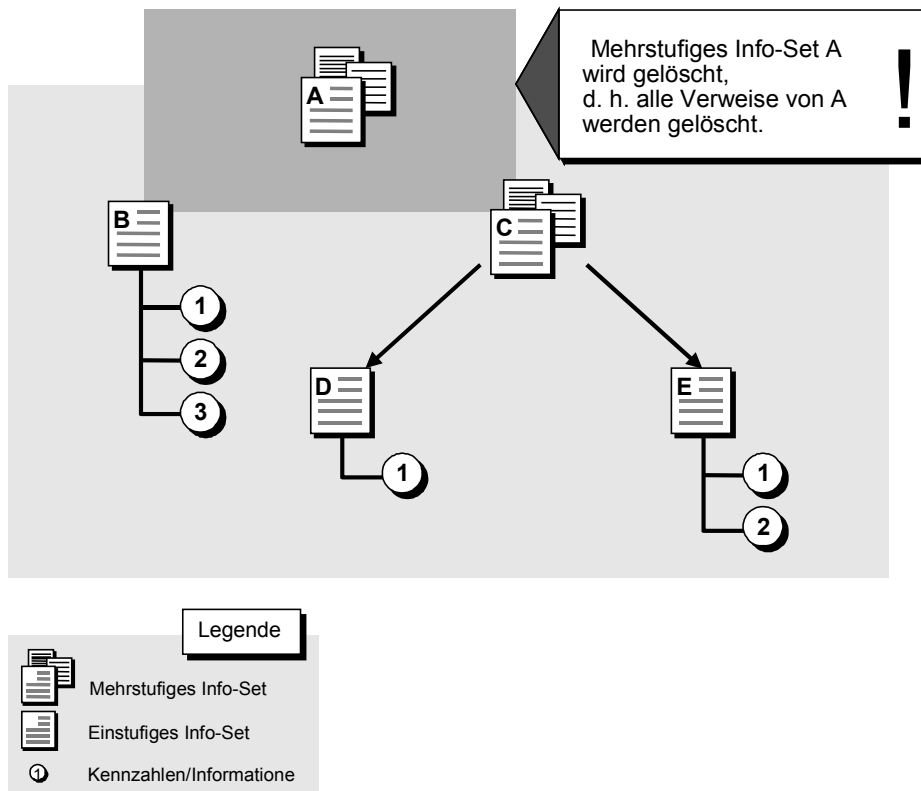 A
Mehrstufiges Info-Set A
wird gelöscht,
d. h. alle Verweise von A
werden gelöscht.
!
B
C
1
2
3
D
E
1
1
2
Legende
Mehrstufiges Info-Set
Einstufiges Info-Set
1 Kennzahlen/Informatione